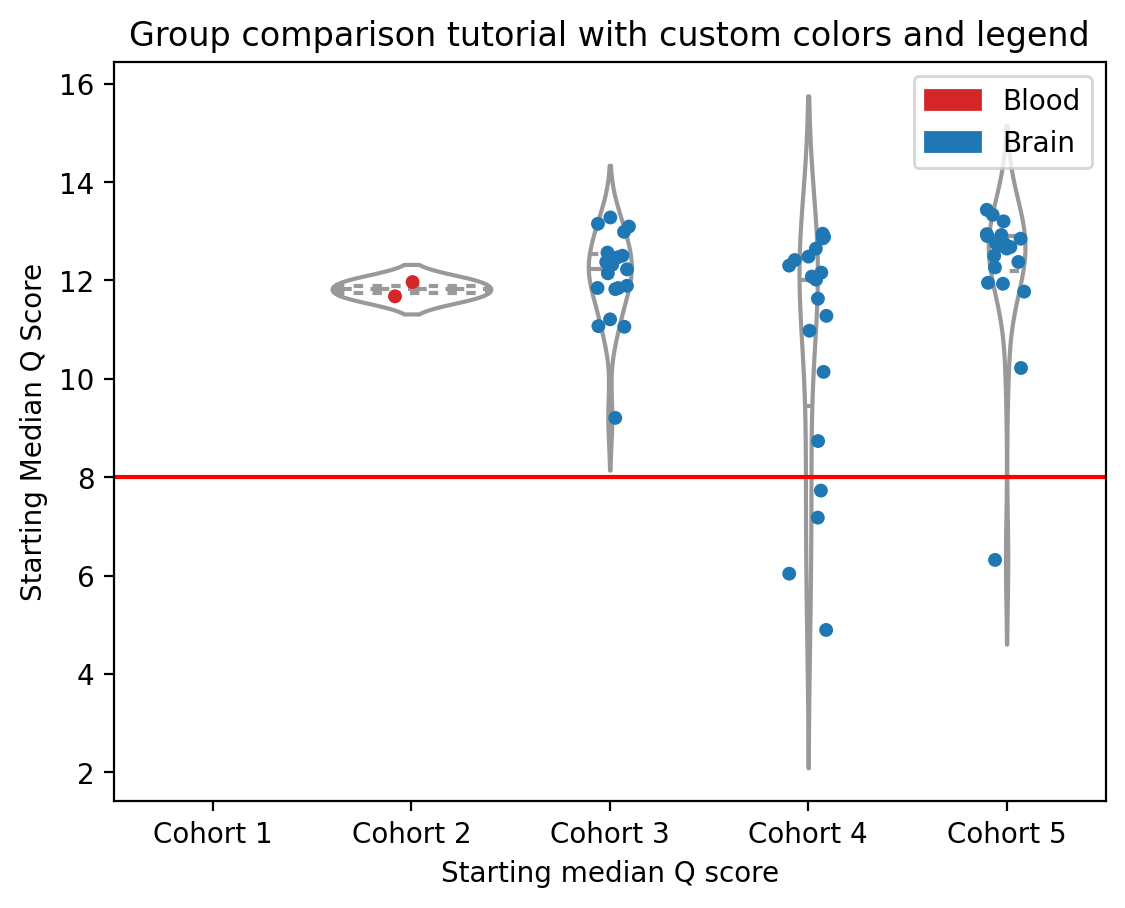 Group comparison tutorial with custom colors and legend
16
14
12
10
8
6
4
2
Starting Median Q Score
Blood
Brain
Cohort 1
Cohort 2
Cohort 3
Cohort 4
Cohort 5
Starting median Q score